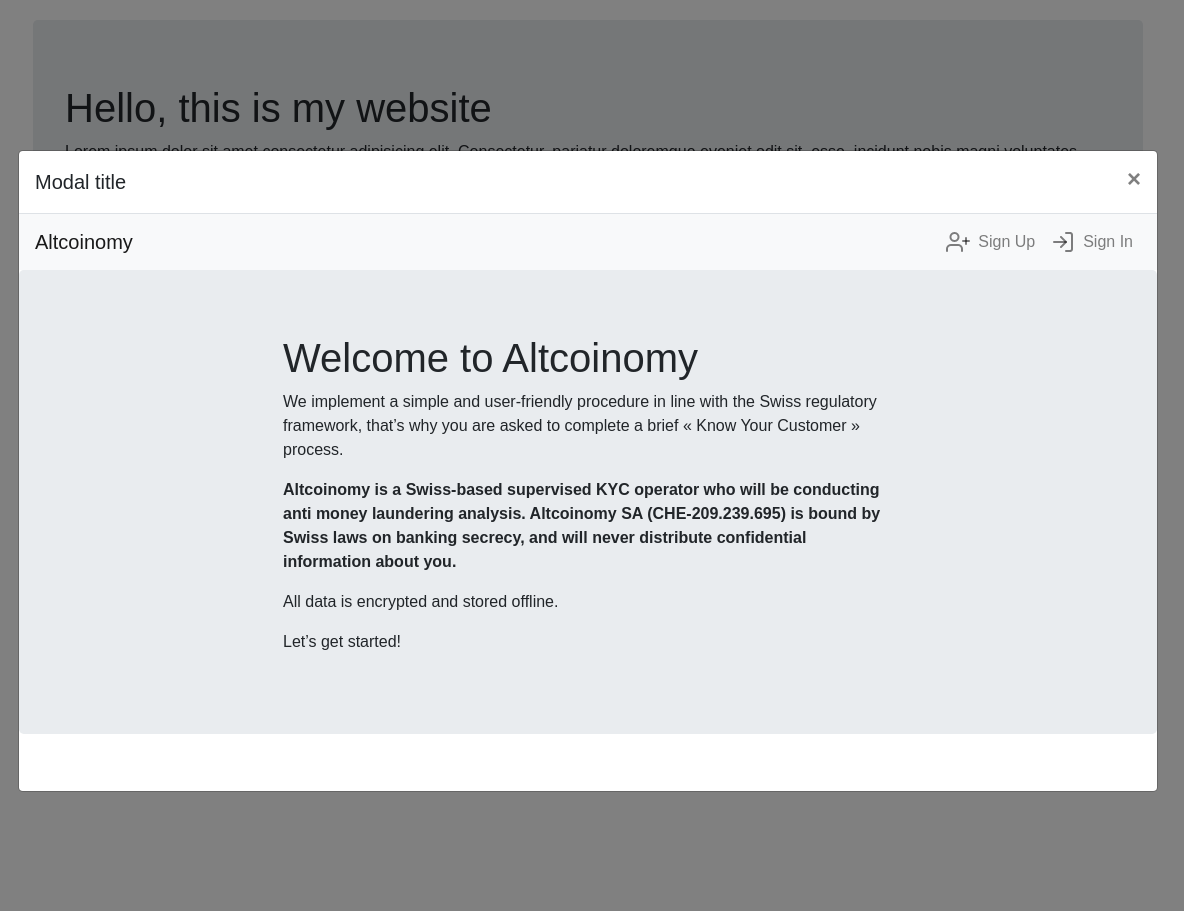 Hello, this is my website
Lorem ipsum dolor sit amet consectetur adipisicing elit. Consectetur, pariatur doloremque eveniet odit sit, esse, incidunt nobis magni voluptates
Modal title
×
Altcoinomy
Sign Up
Sign In
Welcome to Altcoinomy
We implement a simple and user-friendly procedure in line with the Swiss regulatory
framework, that’s why you are asked to complete a brief « Know Your Customer »
process.
Altcoinomy is a Swiss-based supervised KYC operator who will be conducting
anti money laundering analysis. Altcoinomy SA (CHE-209.239.695) is bound by
Swiss laws on banking secrecy, and will never distribute confidential
information about you.
All data is encrypted and stored offline.
Let’s get started!